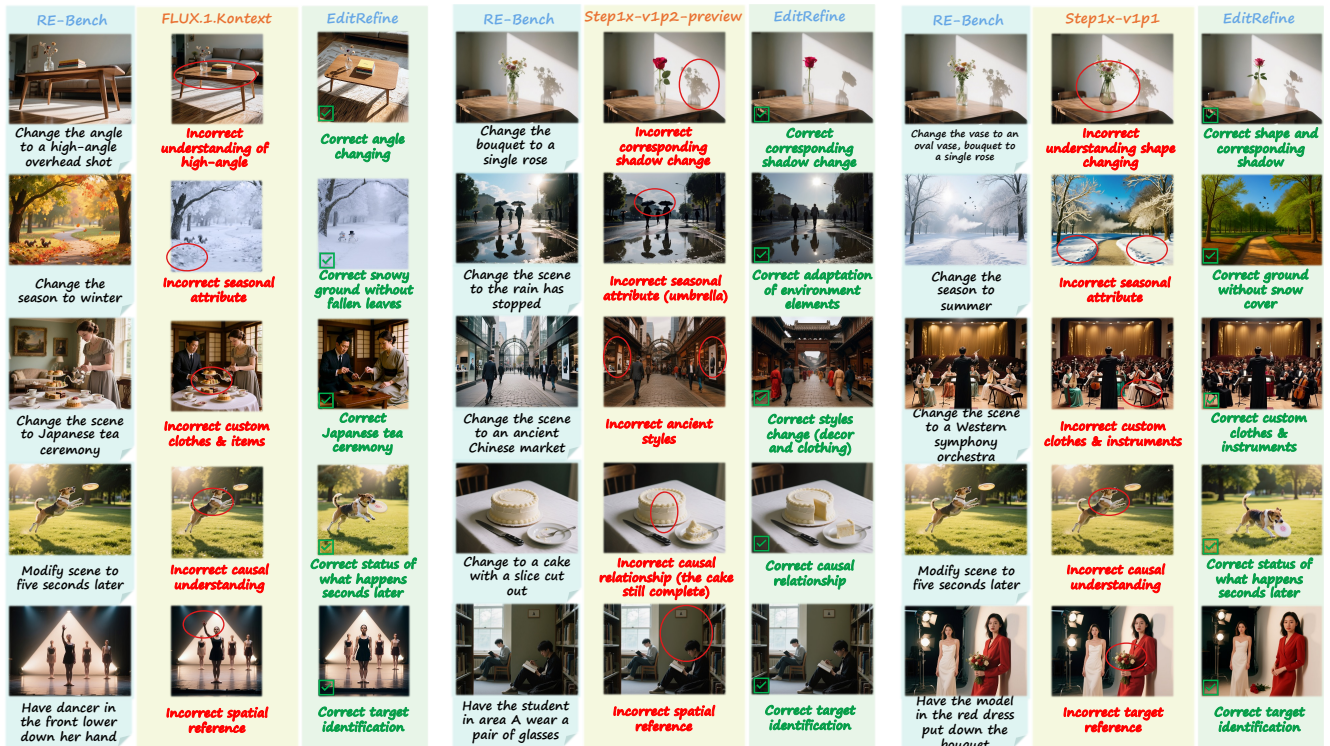 RE-Bench
FLUX.1.Kontext
EditRefine
Change the angle
to a high-angle
overhead shot
Incorrect
understanding of
high-angle
Correct angle
changing
Change the
season to winter
Incorrect seasonal
attribute
Correct snowy
ground without
fallen leaves
Change the scene
to Japanese tea
ceremony
Incorrect custom
clothes & items
Correct
Japanese tea
ceremony
Modify scene to
five seconds later
Incorrect causal
understanding
Correct status of
what happens
seconds later
Have dancer in
the front lower
down her hand
Incorrect spatial
reference
Correct target
identification
RE-Bench
Step1x-v1p2-preview
EditRefine
Change the
bouquet to a
single rose
Incorrect
corresponding
shadow change
Correct
corresponding
shadow change
Change the scene
to the rain has
stopped
Incorrect seasonal
attribute (umbrella)
Correct adaptation
of environment
elements
Change the scene
to an ancient
Chinese market
Incorrect ancient
styles
Correct styles
change (decor
and clothing)
Change to a cake
with a slice cut
out
Incorrect causal
relationship (the cake
still complete)
Correct causal
relationship
Have the student
in area A wear a
pair of glasses
Incorrect spatial
reference
Correct target
identification
RE-Bench
Step1x-v1p1
EditRefine
Change the vase to an
oval vase, bouquet to
a single rose
Incorrect
understanding shape
changing
Correct shape and
corresponding
shadow
Change the
season to
summer
Incorrect seasonal
attribute
Correct ground
without snow
cover
Change the scene
to a Western
symphony
orchestra
Incorrect custom
clothes & instruments
Correct custom
clothes &
instruments
Modify scene to
five seconds later
Incorrect causal
understanding
Correct status of
what happens
seconds later
Have the model
in the red dress
put down the
bouquet
Incorrect target
reference
Correct target
identification